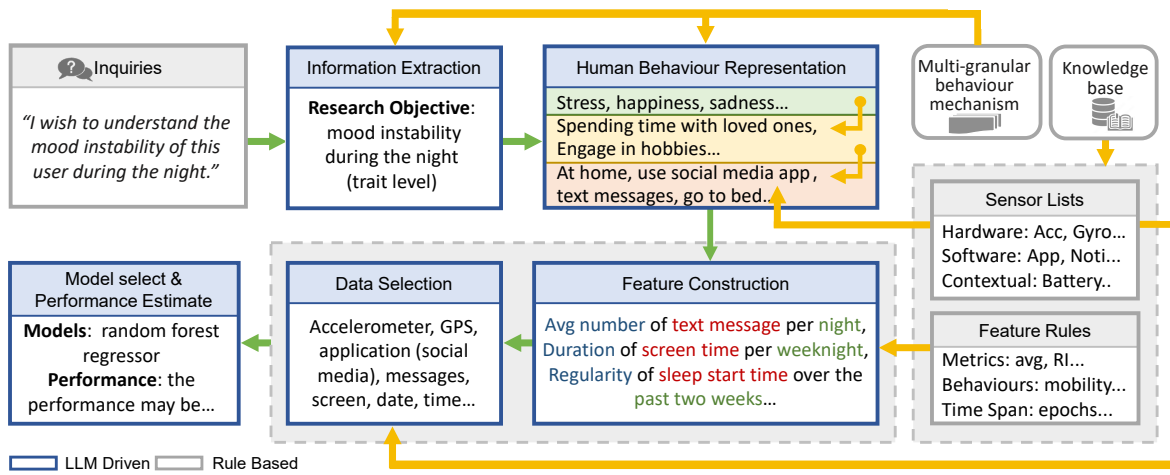 Inquiries
"I wish to understand the
mood instability of this
user during the night."
Information Extraction
Research Objective:
mood instability
during the night
(trait level)
Human Behaviour Representation
Stress, happiness, sadness...
Spending time with loved ones,
Engage in hobbies...
At home, use social media app ,
text messages, go to bed...
Multi-granular
behaviour
mechanism
Knowledge
base
Sensor Lists
Hardware: Acc, Gyro...
Software: App, Noti...
Contextual: Battery..
Feature Rules
Metrics: avg, RI...
Behaviours: mobility...
Time Span: epochs...
Feature Construction
Avg number of text message per night,
Duration of screen time per weeknight,
Regularity of sleep start time over the
past two weeks...
Data Selection
Accelerometer, GPS,
application (social
media), messages,
screen, date, time...
Model select &
Performance Estimate
Models: random forest
regressor
Performance: the
performance may be...
LLM Driven
Rule Based